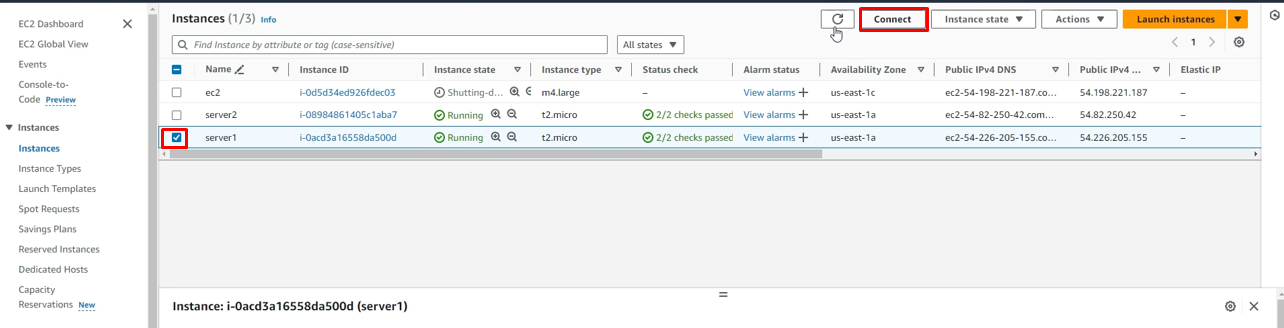 EC2 Dashboard
EC2 Global View
Events
Console-to-
Code Preview
Instances
Instances
Instance Types
Launch Templates
Spot Requests
Savings Plans
Reserved Instances
Dedicated Hosts
Capacity
Reservations New
Instances (1/3) Info
Connect Instance state Actions Launch instances
Find Instance by attribute or tag (case-sensitive) All states 1
Name Instance ID Instance state Instance type Status check Alarm status Availability Zone Public IPv4 DNS Public IPv4 ... Elastic IP
ec2 i-0d5d34ed926fdec03 Shutting-d... m4.large – View alarms + us-east-1c ec2-54-198-221-187.co... 54.198.221.187 –
server2 i-08984861405c1aba7 Running t2.micro 2/2 checks passed View alarms + us-east-1a ec2-54-82-250-42.com... 54.82.250.42 –
server1 i-0acd3a16558da500d Running t2.micro 2/2 checks passed View alarms + us-east-1a ec2-54-226-205-155.co... 54.226.205.155 –
Instance: i-0acd3a16558da500d (server1)